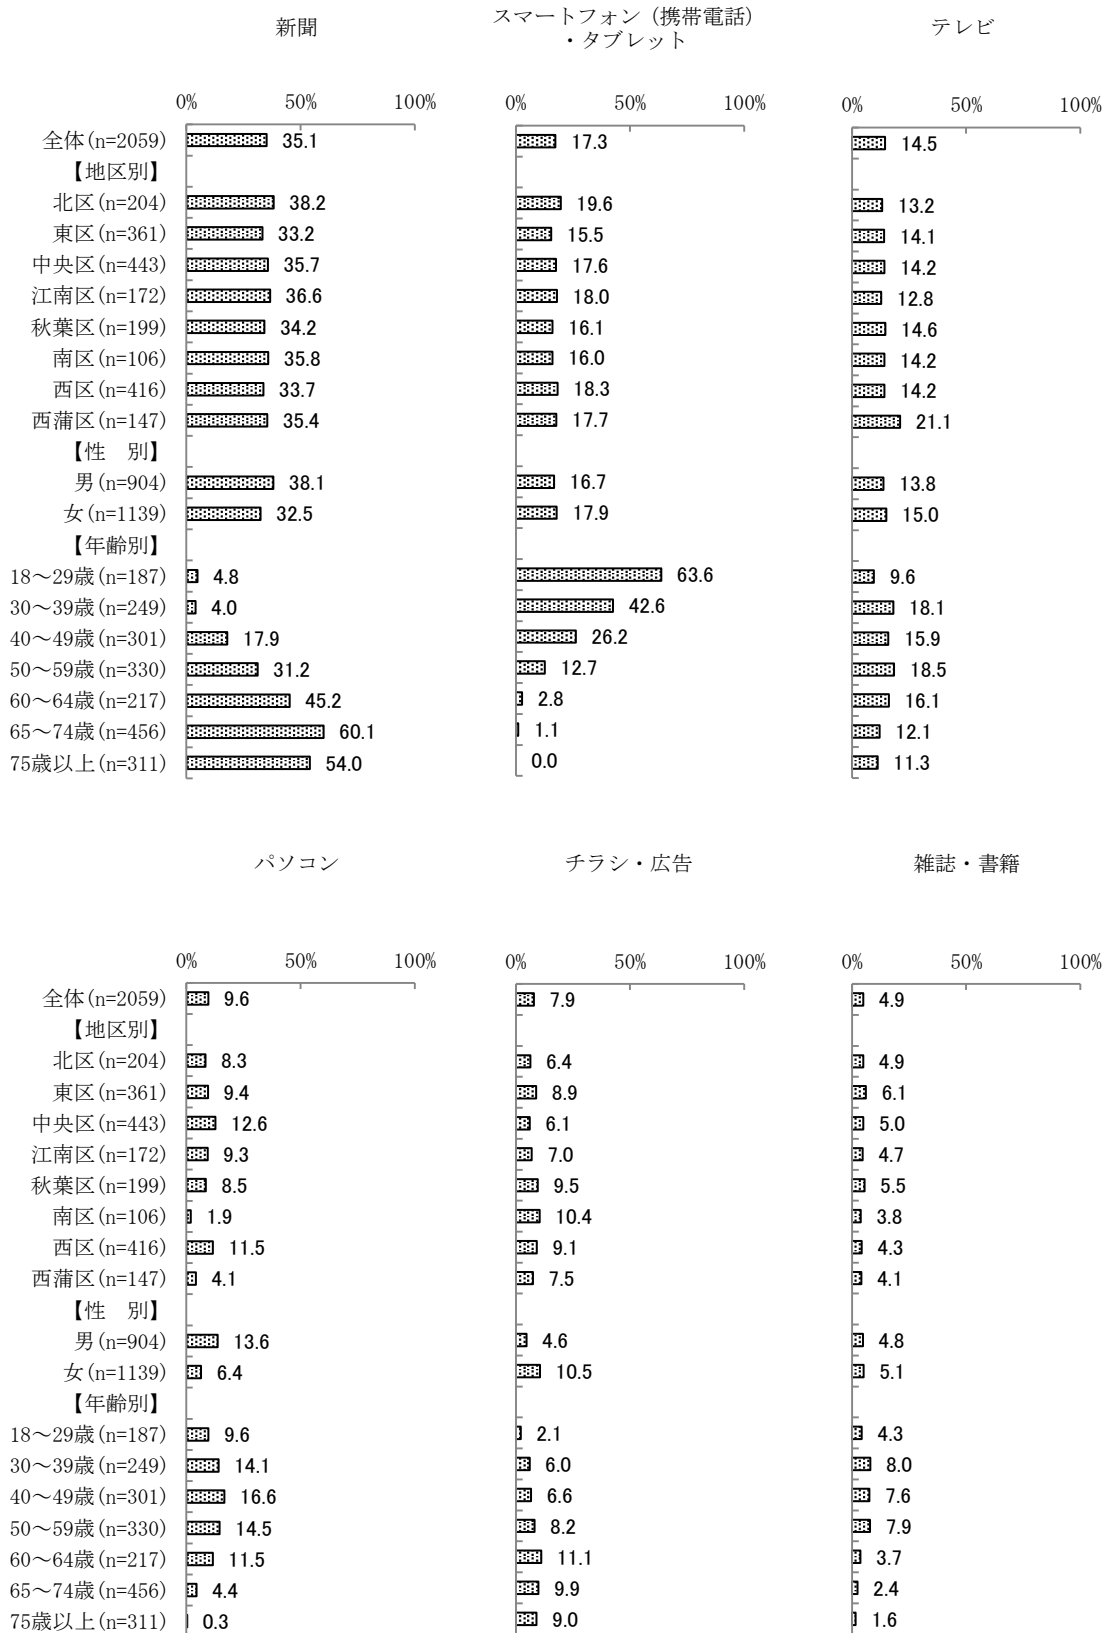 新聞
スマートフォン（携帯電話）
・タブレット
テレビ
0% 50% 100% 0% 50% 100% 0% 50% 100%
全体(n=2059) 35.1 17.3 14.5
【地区別】
北区(n=204) 38.2 19.6 13.2
東区(n=361) 33.2 15.5 14.1
中央区(n=443) 35.7 17.6 14.2
江南区(n=172) 36.6 18.0 12.8
秋葉区(n=199) 34.2 16.1 14.6
南区(n=106) 35.8 16.0 14.2
西区(n=416) 33.7 18.3 14.2
西蒲区(n=147) 35.4 17.7 21.1
【性　別】
男(n=904) 38.1 16.7 13.8
女(n=1139) 32.5 17.9 15.0
【年齢別】
18～29歳(n=187) 4.8 63.6 9.6
30～39歳(n=249) 4.0 42.6 18.1
40～49歳(n=301) 17.9 26.2 15.9
50～59歳(n=330) 31.2 12.7 18.5
60～64歳(n=217) 45.2 2.8 16.1
65～74歳(n=456) 60.1 1.1 12.1
75歳以上(n=311) 54.0 0.0 11.3
パソコン チラシ・広告 雑誌・書籍
0% 50% 100% 0% 50% 100% 0% 50% 100%
全体(n=2059) 9.6 7.9 4.9
【地区別】
北区(n=204) 8.3 6.4 4.9
東区(n=361) 9.4 8.9 6.1
中央区(n=443) 12.6 6.1 5.0
江南区(n=172) 9.3 7.0 4.7
秋葉区(n=199) 8.5 9.5 5.5
南区(n=106) 1.9 10.4 3.8
西区(n=416) 11.5 9.1 4.3
西蒲区(n=147) 4.1 7.5 4.1
【性　別】
男(n=904) 13.6 4.6 4.8
女(n=1139) 6.4 10.5 5.1
【年齢別】
18～29歳(n=187) 9.6 2.1 4.3
30～39歳(n=249) 14.1 6.0 8.0
40～49歳(n=301) 16.6 6.6 7.6
50～59歳(n=330) 14.5 8.2 7.9
60～64歳(n=217) 11.5 11.1 3.7
65～74歳(n=456) 4.4 9.9 2.4
75歳以上(n=311) 0.3 9.0 1.6